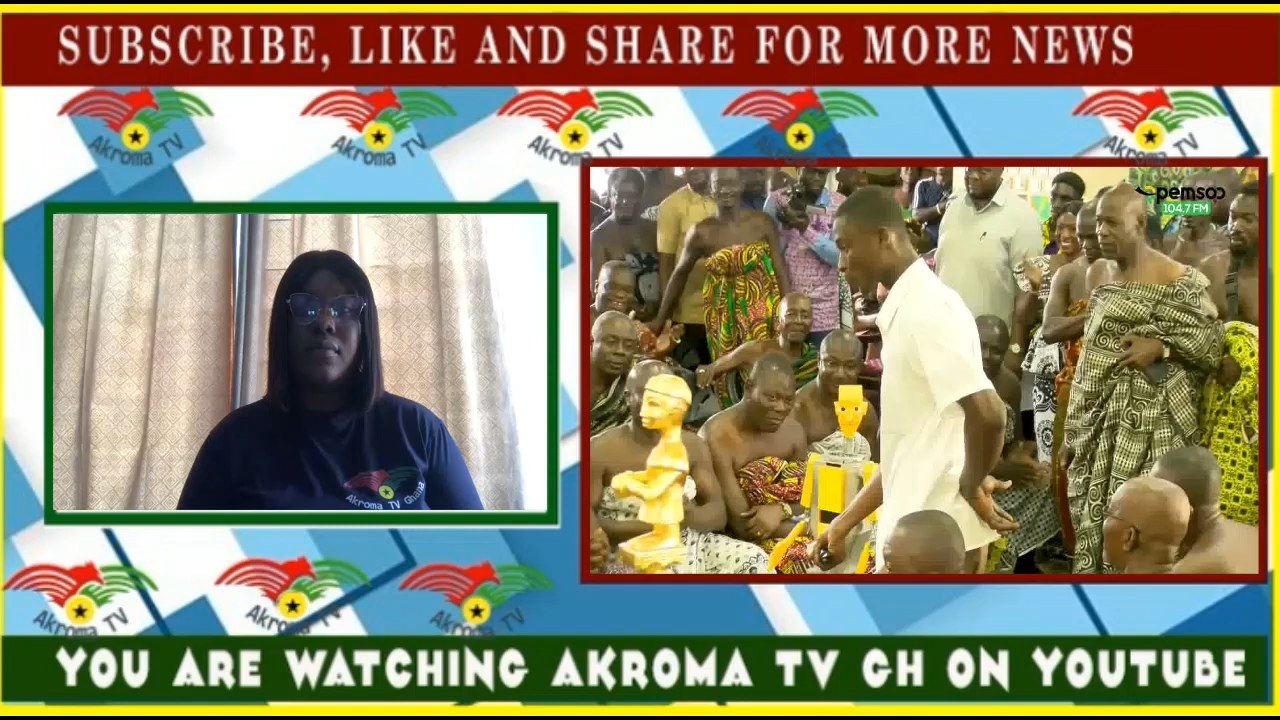 SUBSCRIBE, LIKE AND SHARE FOR MORE NEWS
Akroma TV
Akroma TV
Akroma TV
Akroma TV
Akroma TV
Opemsoo
104.7 FM
Akroma TV Ghana
Akroma TV
Akroma TV
Akroma TV
YOU ARE WATCHING AKROMA TV GH ON YOUTUBE